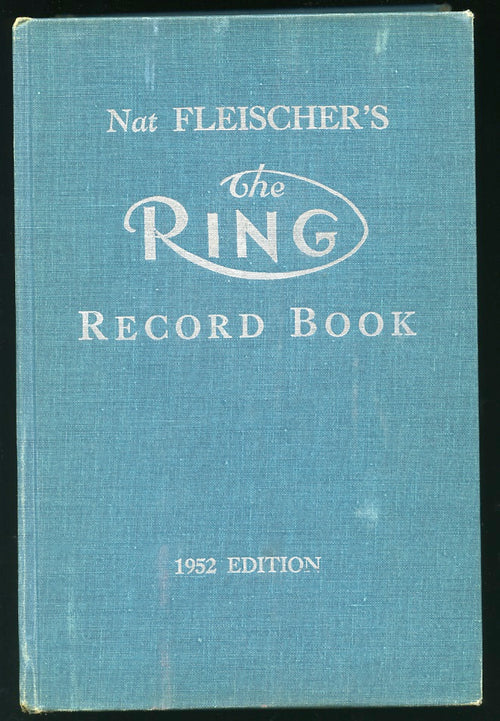 Nat FLEISCHER'S
The
RING
RECORD BOOK
1952 EDITION